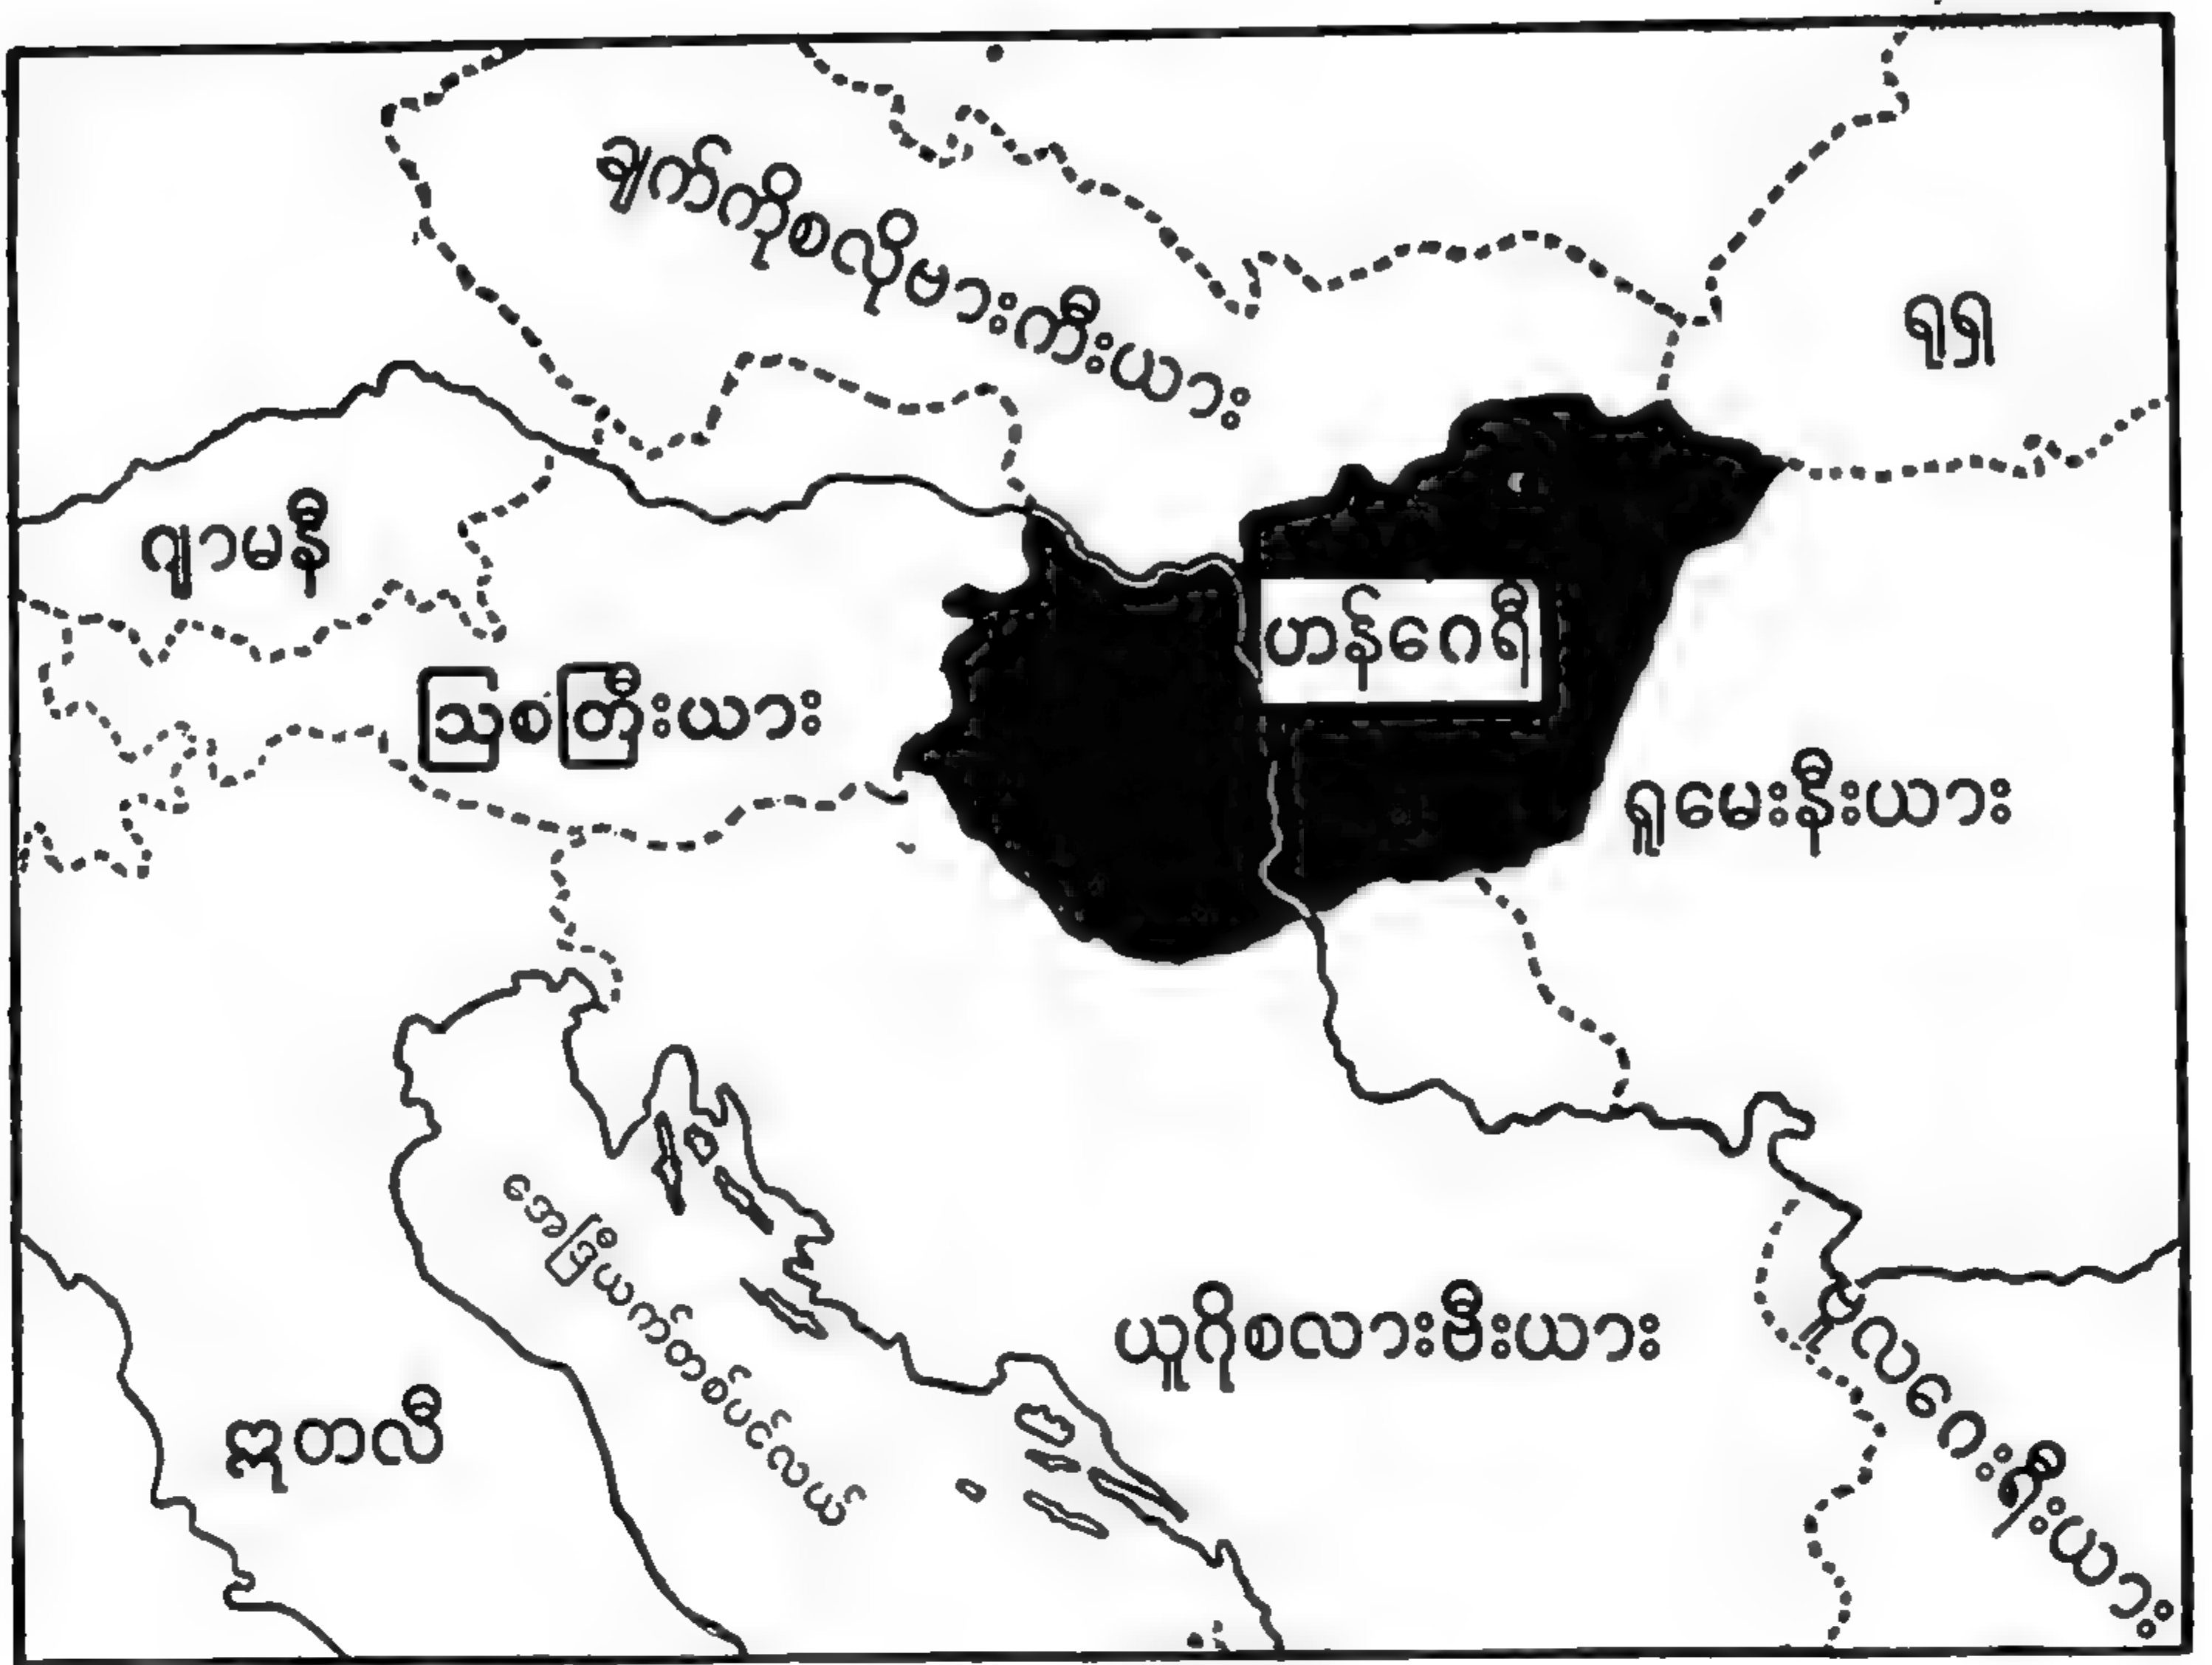 ချက်ကိုစလိုဗားကီးယား
ရုရှ
ဂျာမနီ
ဟန်ဂေရီ
ဩစတြီးယား
ရူမေးနီးယား
အေဒြီယက်တစ်ပင်လယ်
ယူဂိုစလားဗီးယား
ဗူလဂေးရီးယား
ဣတလီ